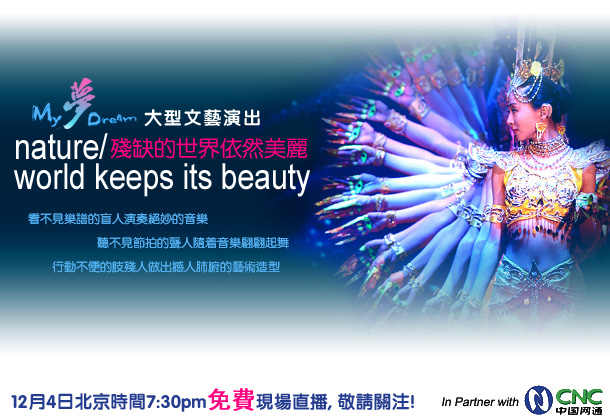 My 夢 Dream 大型文藝演出
nature/ 殘缺的世界依然美麗
world keeps its beauty
看不見樂譜的盲人演奏絕妙的音樂
聽不見節拍的聾人隨着音樂翩翩起舞
行動不便的肢殘人做出撼人肺腑的藝術造型
12月4日北京時間7:30pm免費現場直播, 敬請關注!
In Partner with CNC
中国网通